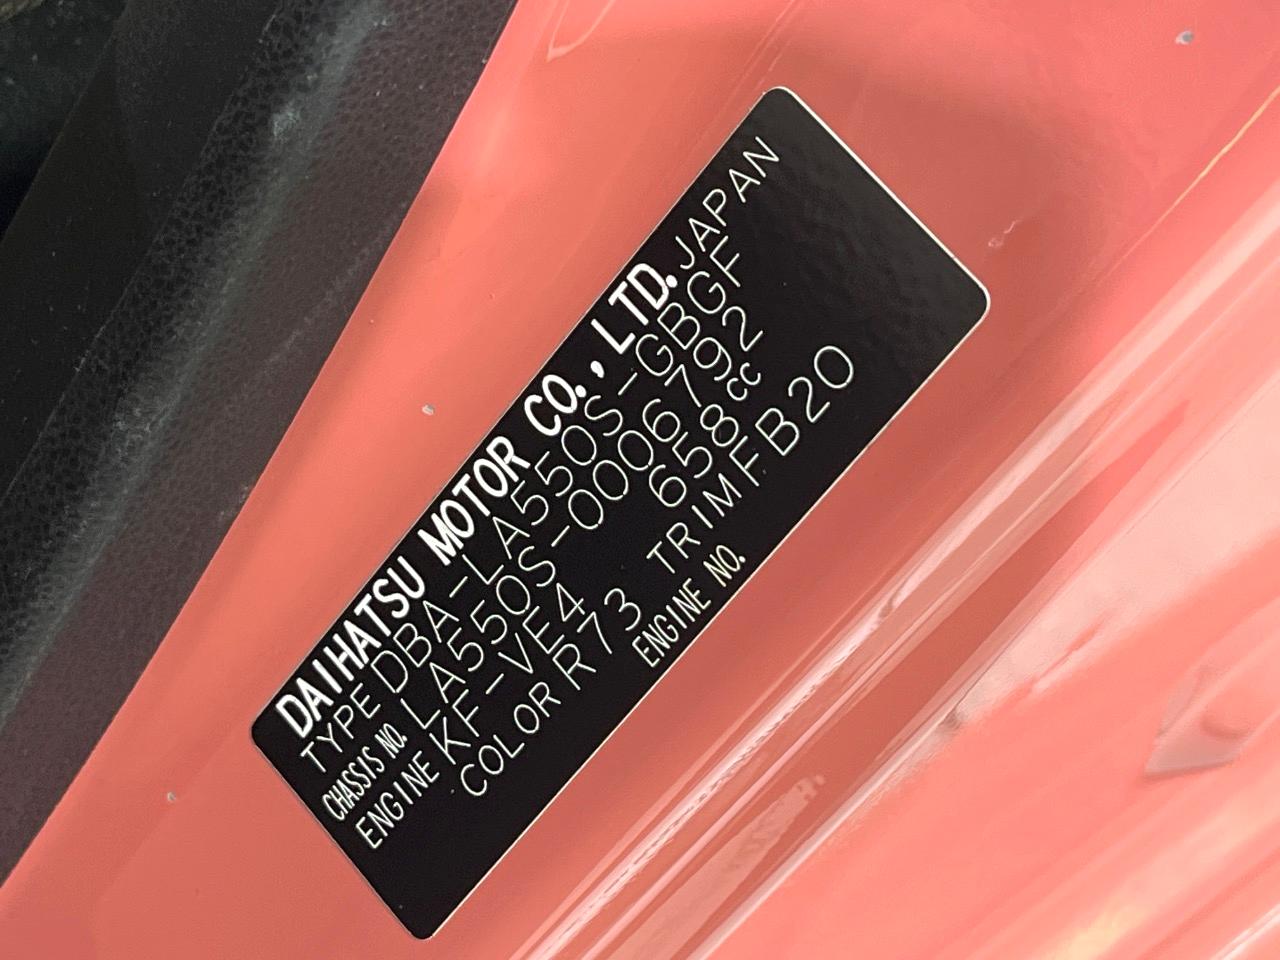 DAIHATSU MOTOR CO., LTD. JAPAN
TYPE DBA-LA550S-GBGF
CHASSIS NO. LA550S-0006792
ENGINE KF-VE4 658cc
COLOR R73 TRIM FB20
ENGINE NO.